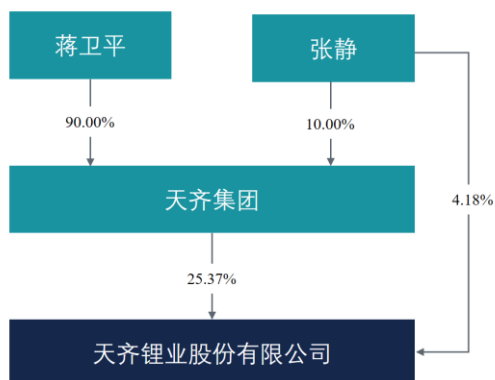 蒋卫平
张静
90.00%
10.00%
天齐集团
4.18%
25.37%
天齐锂业股份有限公司